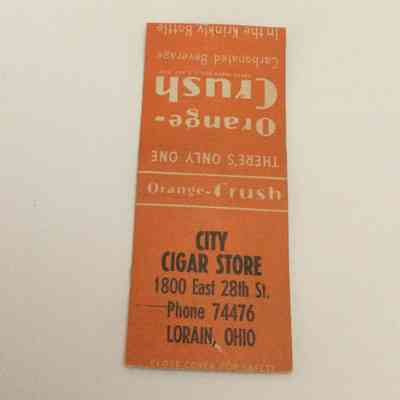 In the Krinkly Bottle
Carbonated Beverage
Crush
Orange-
THERE'S ONLY ONE
Orange-Crush
CITY
CIGAR STORE
1800 East 28th St.
Phone 74476
LORAIN, OHIO
CLOSE COVER FOR SAFETY